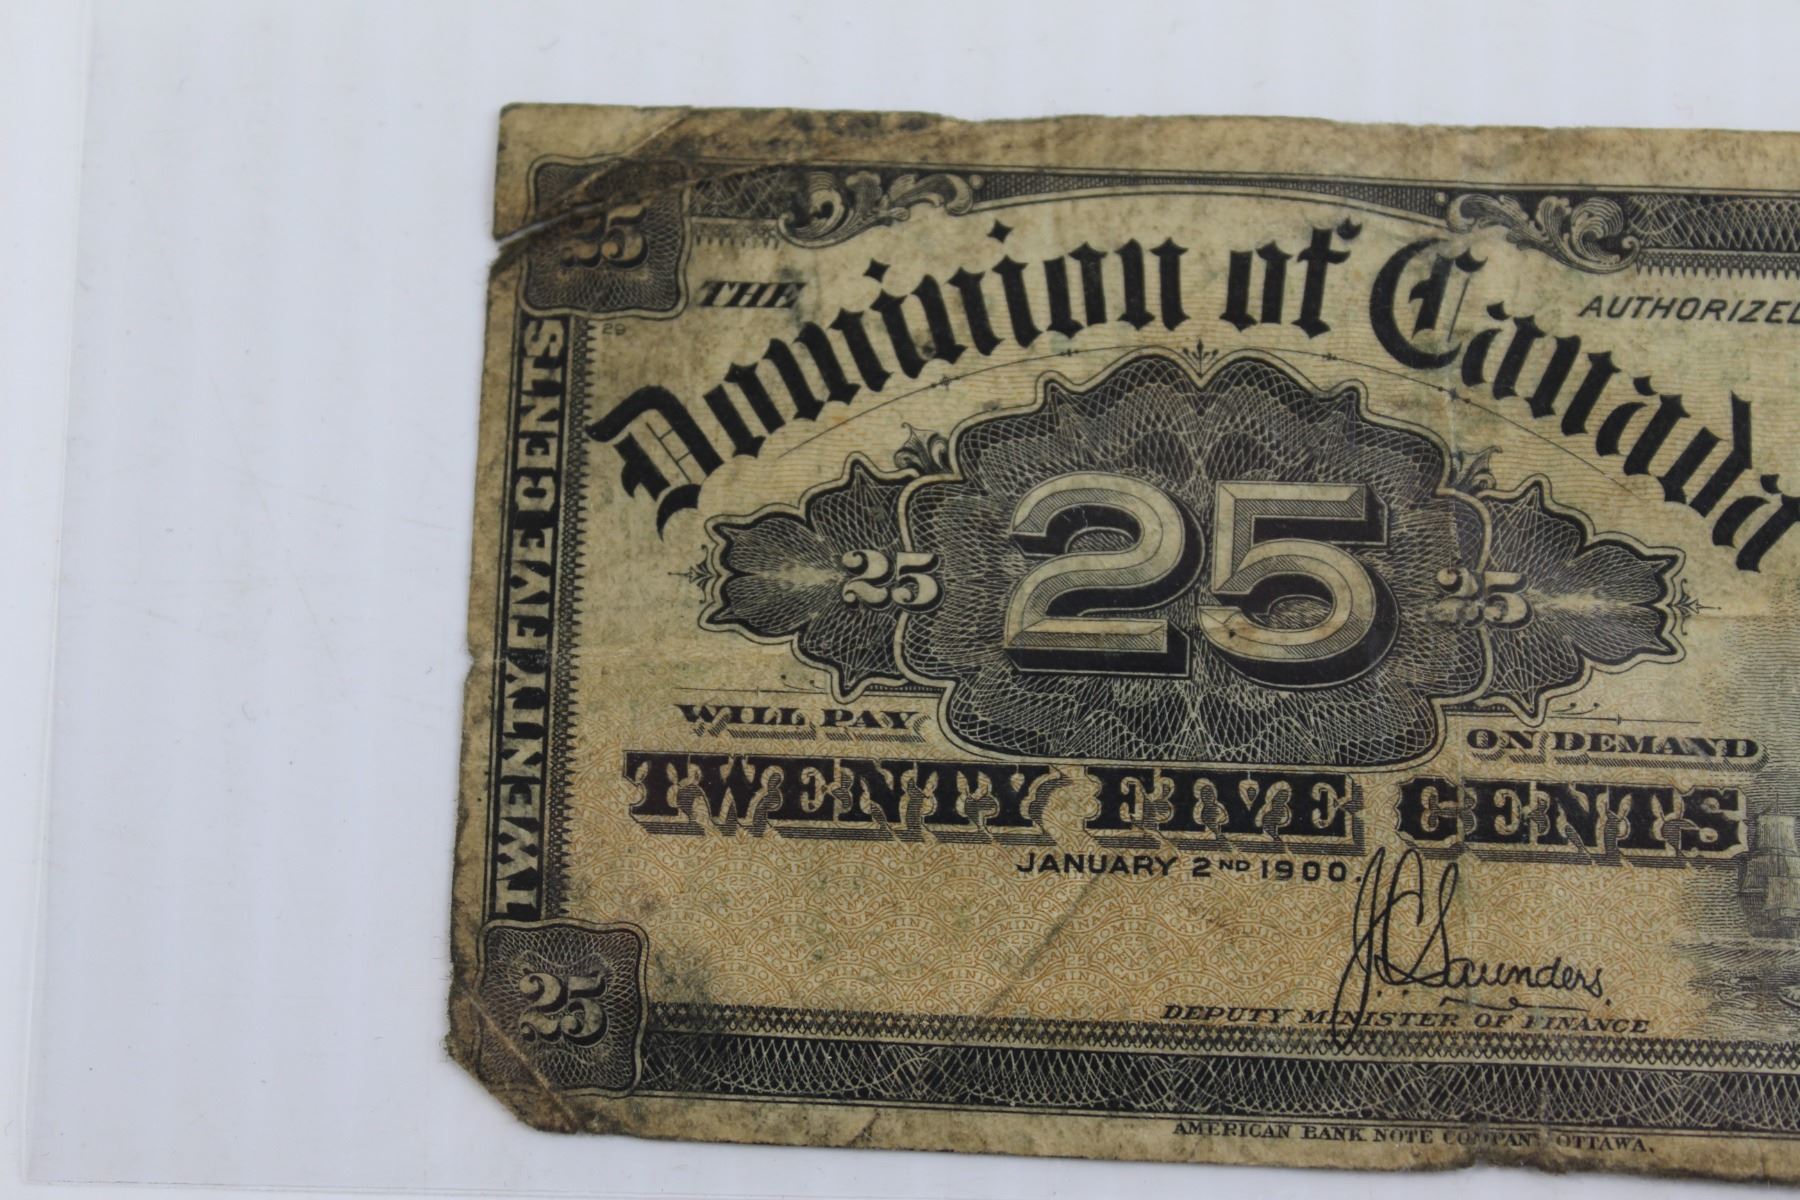 25
THE Dominion of Canada
AUTHORIZED
29
TWENTY FIVE CENTS
25 25 25
WILL PAY ON DEMAND
TWENTY FIVE CENTS
JANUARY 2ND 1900.
J.C. Saunders.
DEPUTY MINISTER OF FINANCE
25
AMERICAN BANK NOTE COMPANY OTTAWA.